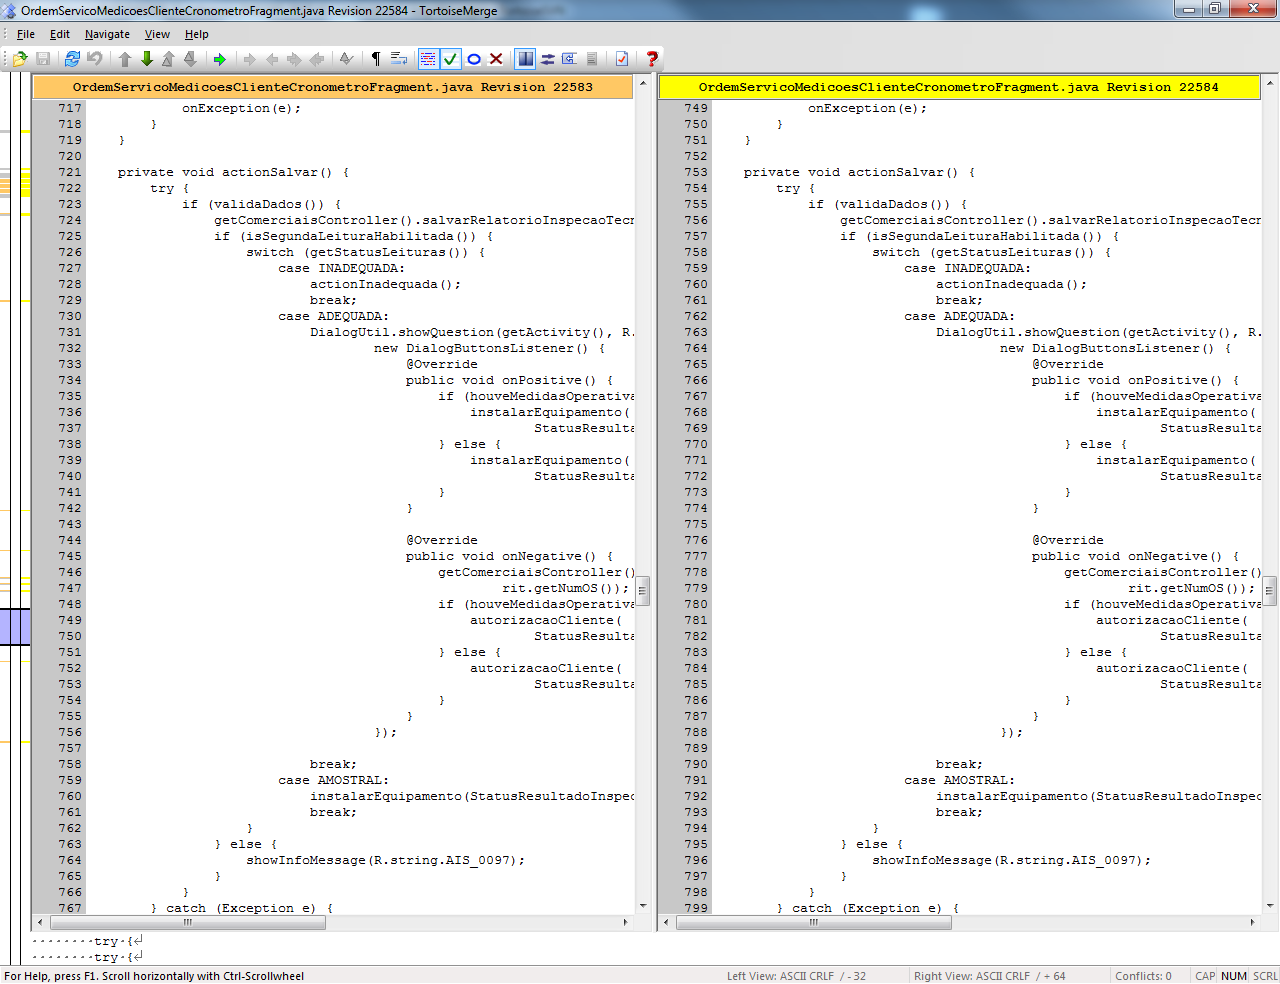 OrdemServicoMedicoesClienteCronometroFragment.java Revision 22584 - TortoiseMerge
File Edit Navigate View Help
OrdemServicoMedicoesClienteCronometroFragment.java Revision 22583
717 onException(e);
718 }
719 }
720
721 private void actionSalvar() {
722 try {
723 if (validaDados()) {
724 getComerciaisController().salvarRelatorioInspecaoTecn
725 if (isSegundaLeituraHabilitada()) {
726 switch (getStatusLeituras()) {
727 case INADEQUADA:
728 actionInadequada();
729 break;
730 case ADEQUADA:
731 DialogUtil.showQuestion(getActivity(), R.
732 new DialogButtonsListener() {
733 @Override
734 public void onPositive() {
735 if (houveMedidasOperativa
736 instalarEquipamento(
737 StatusResulta
738 } else {
739 instalarEquipamento(
740 StatusResulta
741 }
742 }
743
744 @Override
745 public void onNegative() {
746 getComerciaisController()
747 rit.getNumOS());
748 if (houveMedidasOperativa
749 autorizacaoCliente(
750 StatusResulta
751 } else {
752 autorizacaoCliente(
753 StatusResulta
754 }
755 }
756 });
757
758 break;
759 case AMOSTRAL:
760 instalarEquipamento(StatusResultadoInspec
761 break;
762 }
763 } else {
764 showInfoMessage(R.string.AIS_0097);
765 }
766 }
767 } catch (Exception e) {
OrdemServicoMedicoesClienteCronometroFragment.java Revision 22584
749 onException(e);
750 }
751 }
752
753 private void actionSalvar() {
754 try {
755 if (validaDados()) {
756 getComerciaisController().salvarRelatorioInspecaoTecn
757 if (isSegundaLeituraHabilitada()) {
758 switch (getStatusLeituras()) {
759 case INADEQUADA:
760 actionInadequada();
761 break;
762 case ADEQUADA:
763 DialogUtil.showQuestion(getActivity(), R.
764 new DialogButtonsListener() {
765 @Override
766 public void onPositive() {
767 if (houveMedidasOperativa
768 instalarEquipamento(
769 StatusResulta
770 } else {
771 instalarEquipamento(
772 StatusResulta
773 }
774 }
775
776 @Override
777 public void onNegative() {
778 getComerciaisController()
779 rit.getNumOS());
780 if (houveMedidasOperativa
781 autorizacaoCliente(
782 StatusResulta
783 } else {
784 autorizacaoCliente(
785 StatusResulta
786 }
787 }
788 });
789
790 break;
791 case AMOSTRAL:
792 instalarEquipamento(StatusResultadoInspec
793 break;
794 }
795 } else {
796 showInfoMessage(R.string.AIS_0097);
797 }
798 }
799 } catch (Exception e) {
········try·{↵
········try·{↵
For Help, press F1. Scroll horizontally with Ctrl-Scrollwheel
Left View: ASCII CRLF / - 32
Right View: ASCII CRLF / + 64
Conflicts: 0
CAP NUM SCRL